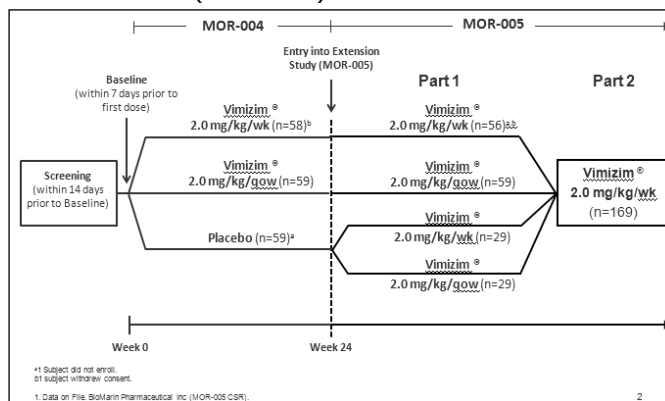 MOR-004
MOR-005
Entry into Extension
Study (MOR-005)
Baseline
(within 7 days prior to
first dose)
Part 1
Part 2
Vimizim ®
2.0 mg/kg/wk (n=58)b
Vimizim ®
2.0 mg/kg/wk (n=56)a,b
Screening
(within 14 days
prior to Baseline)
Vimizim ®
2.0 mg/kg/qow (n=59)
Vimizim ®
2.0 mg/kg/qow (n=59)
Vimizim ®
2.0 mg/kg/wk
(n=169)
Placebo (n=59)a
Vimizim ®
2.0 mg/kg/wk (n=29)
Vimizim ®
2.0 mg/kg/qow (n=29)
Week 0
Week 24
a1 Subject did not enroll.
b1 subject withdrew consent.
1. Data on File, BioMarin Pharmaceutical Inc (MOR-005 CSR).
2